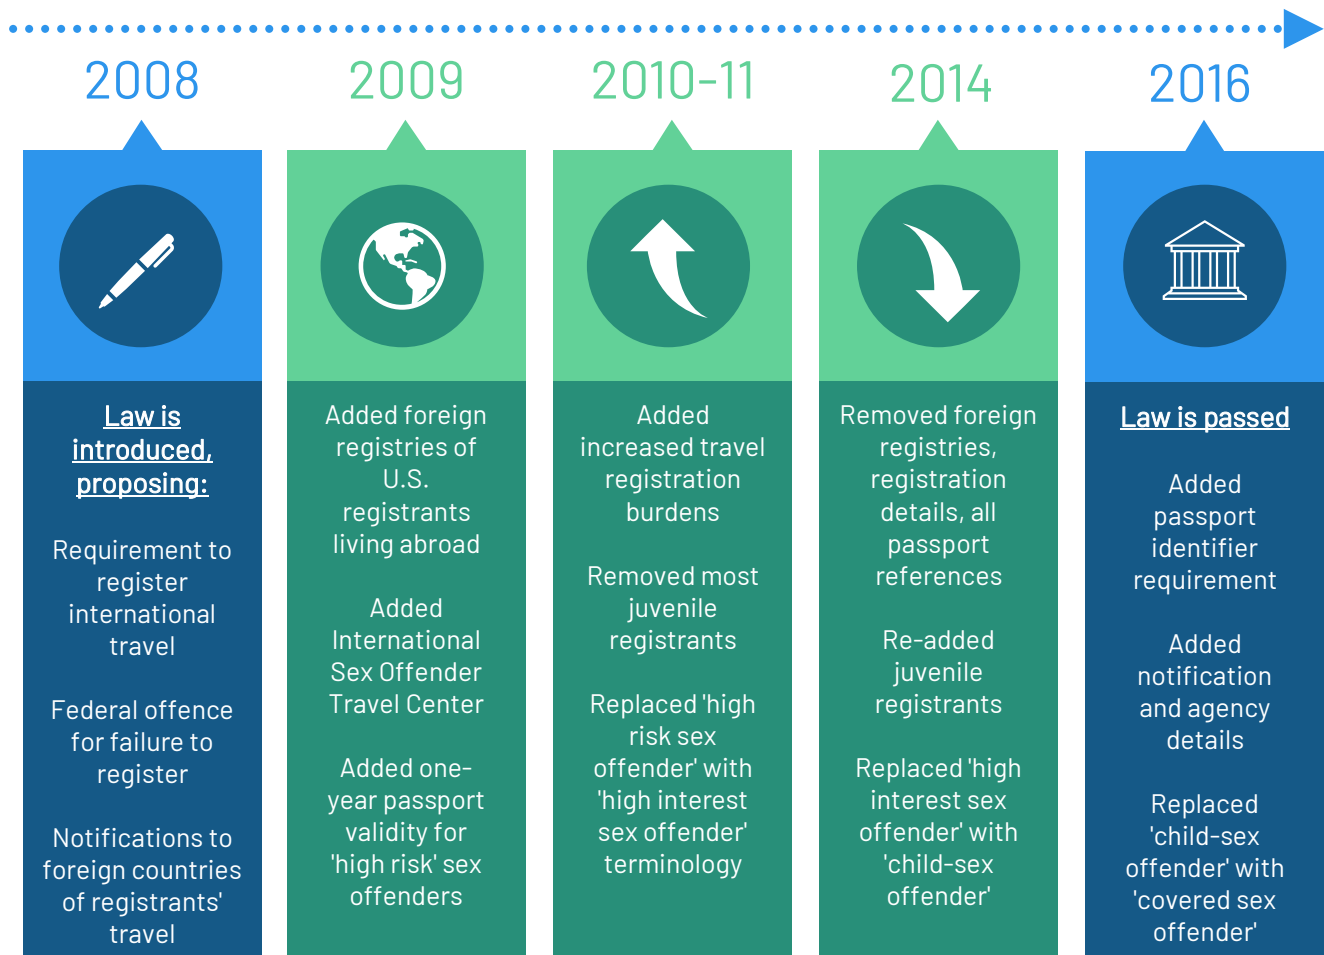 2008
Law is
introduced,
proposing:
Requirement to
register
international
travel
Federal offence
for failure to
register
Notifications to
foreign countries
of registrants'
travel
2009
Added foreign
registries of
U.S.
registrants
living abroad
Added
International
Sex Offender
Travel Center
Added one-
year passport
validity for
'high risk' sex
offenders
2010-11
Added
increased travel
registration
burdens
Removed most
juvenile
registrants
Replaced 'high
risk sex
offender' with
'high interest
sex offender'
terminology
2014
Removed foreign
registries,
registration
details, all
passport
references
Re-added
juvenile
registrants
Replaced 'high
interest sex
offender' with
'child-sex
offender'
2016
Law is passed
Added
passport
identifier
requirement
Added
notification
and agency
details
Replaced
'child-sex
offender' with
'covered sex
offender'